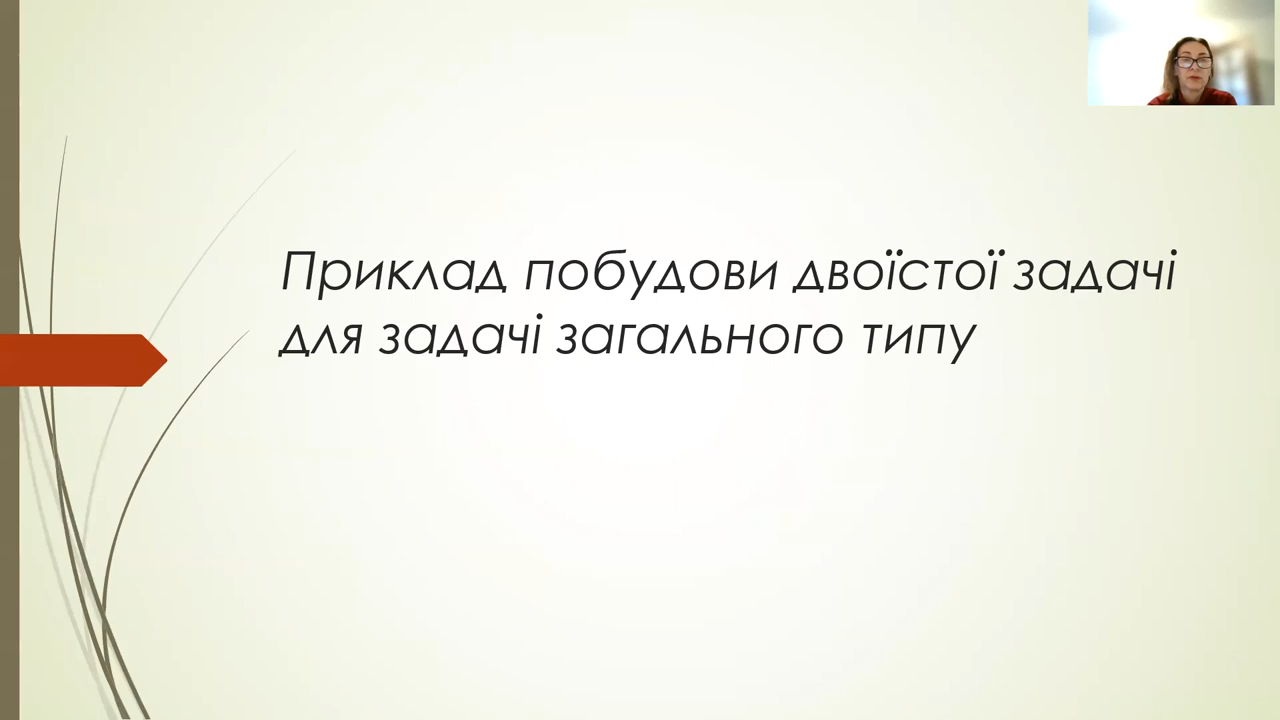 Приклад побудови двоїстої задачі
для задачі загального типу